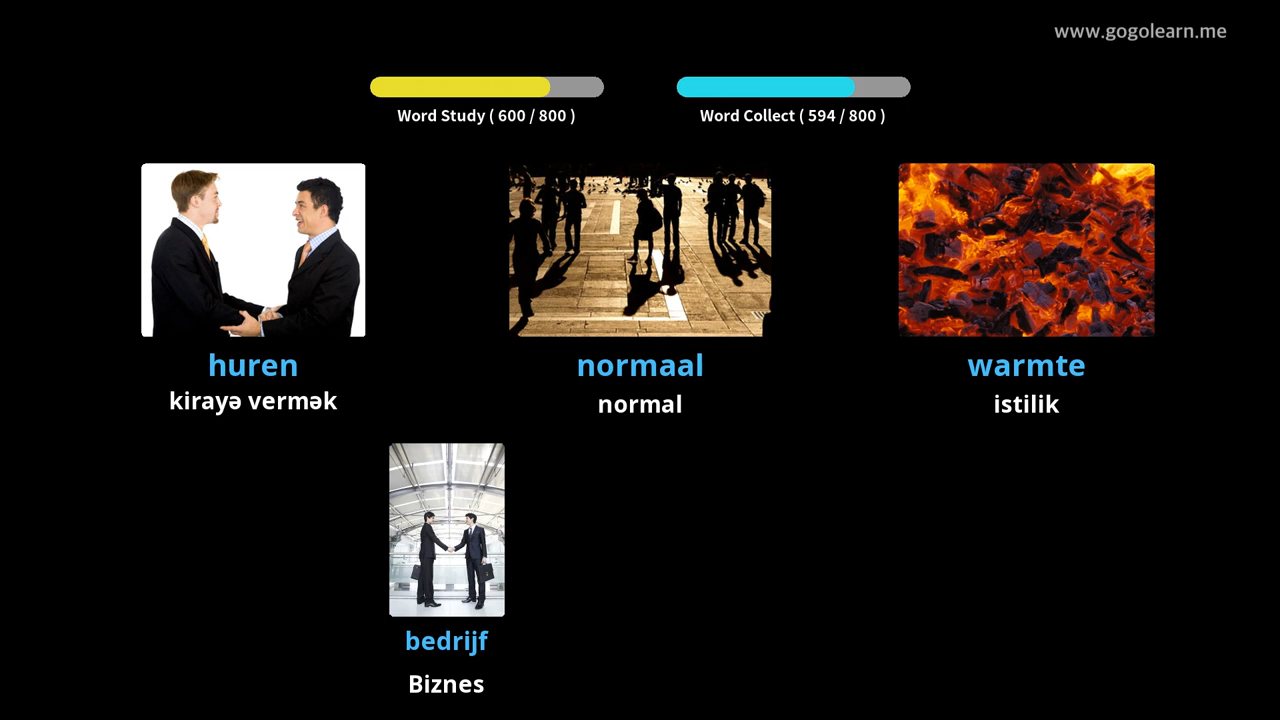 www.gogolearn.me
Word Study ( 600 / 800 )
Word Collect ( 594 / 800 )
huren
kirayə vermək
normaal
normal
warmte
istilik
bedrijf
Biznes